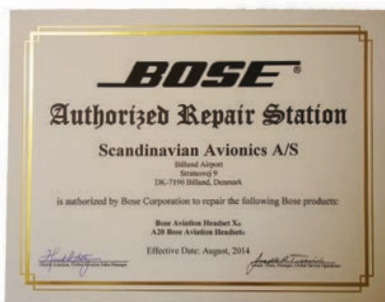 BOSE®
Authorized Repair Station
Scandinavian Avionics A/S
Billund Airport
Stratusvej 9
DK-7190 Billund, Denmark
is authorized by Bose Corporation to repair the following Bose products:
Bose Aviation Headset X®
A20 Bose Aviation Headset®
Effective Date: August, 2014